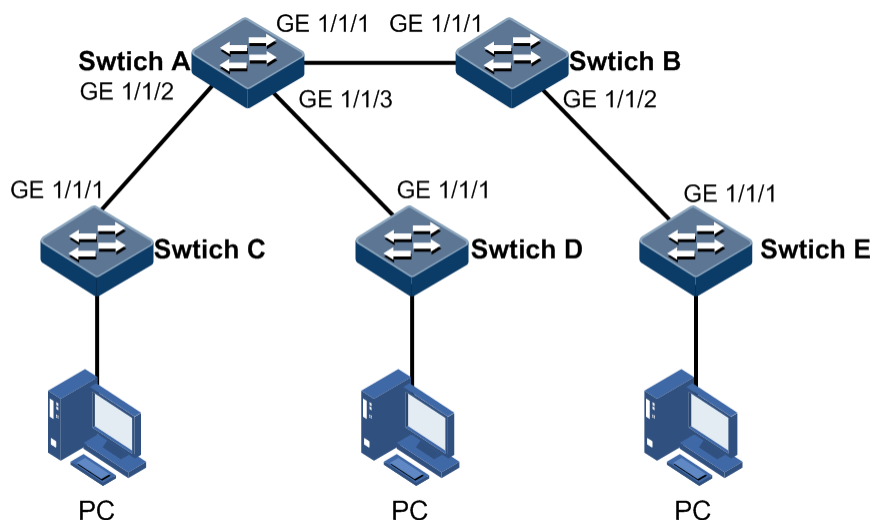 GE 1/1/1
GE 1/1/1
Swtich A
Swtich B
GE 1/1/2
GE 1/1/3
GE 1/1/2
GE 1/1/1
GE 1/1/1
GE 1/1/1
Swtich C
Swtich D
Swtich E
PC
PC
PC